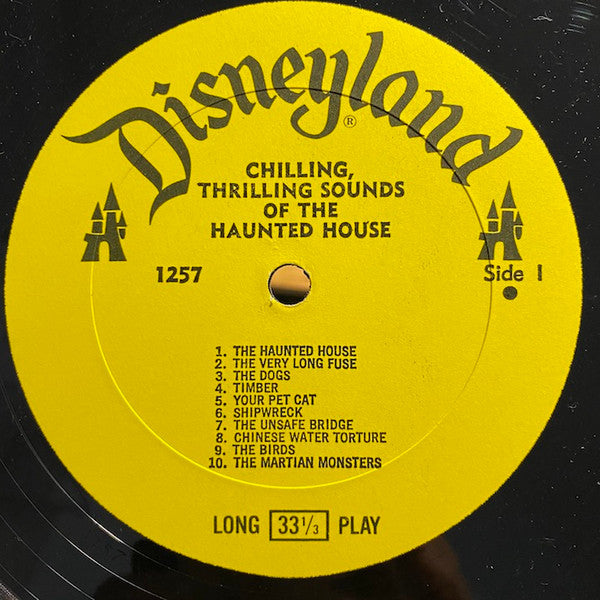 Disneyland®
CHILLING,
THRILLING SOUNDS
OF THE
HAUNTED HOUSE
1257
Side 1
1. THE HAUNTED HOUSE
2. THE VERY LONG FUSE
3. THE DOGS
4. TIMBER
5. YOUR PET CAT
6. SHIPWRECK
7. THE UNSAFE BRIDGE
8. CHINESE WATER TORTURE
9. THE BIRDS
10. THE MARTIAN MONSTERS
LONG 33⅓ PLAY